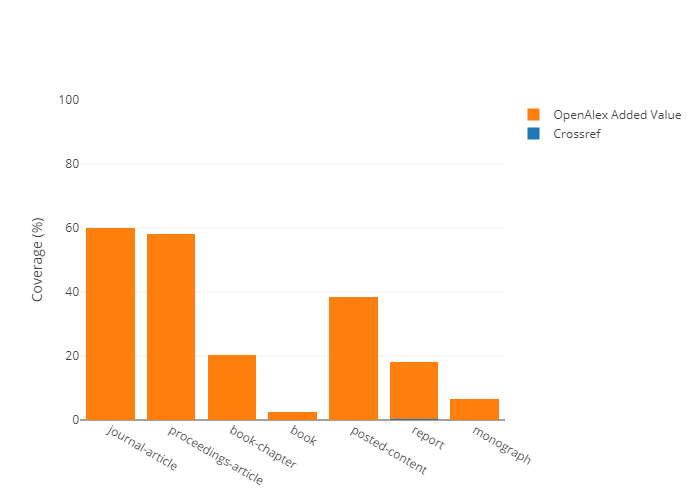 100
80
60
40
20
0
Coverage (%)
journal-article
proceedings-article
book-chapter
book
posted-content
report
monograph
OpenAlex Added Value
Crossref